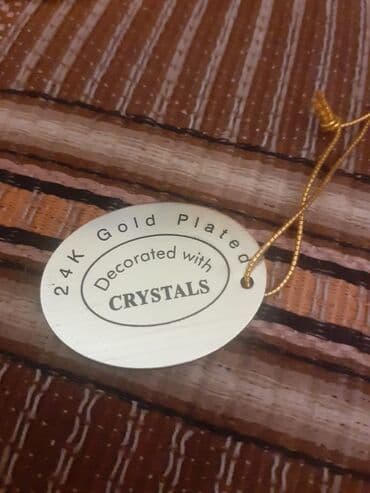 24K Gold Plated
Decorated with
CRYSTALS